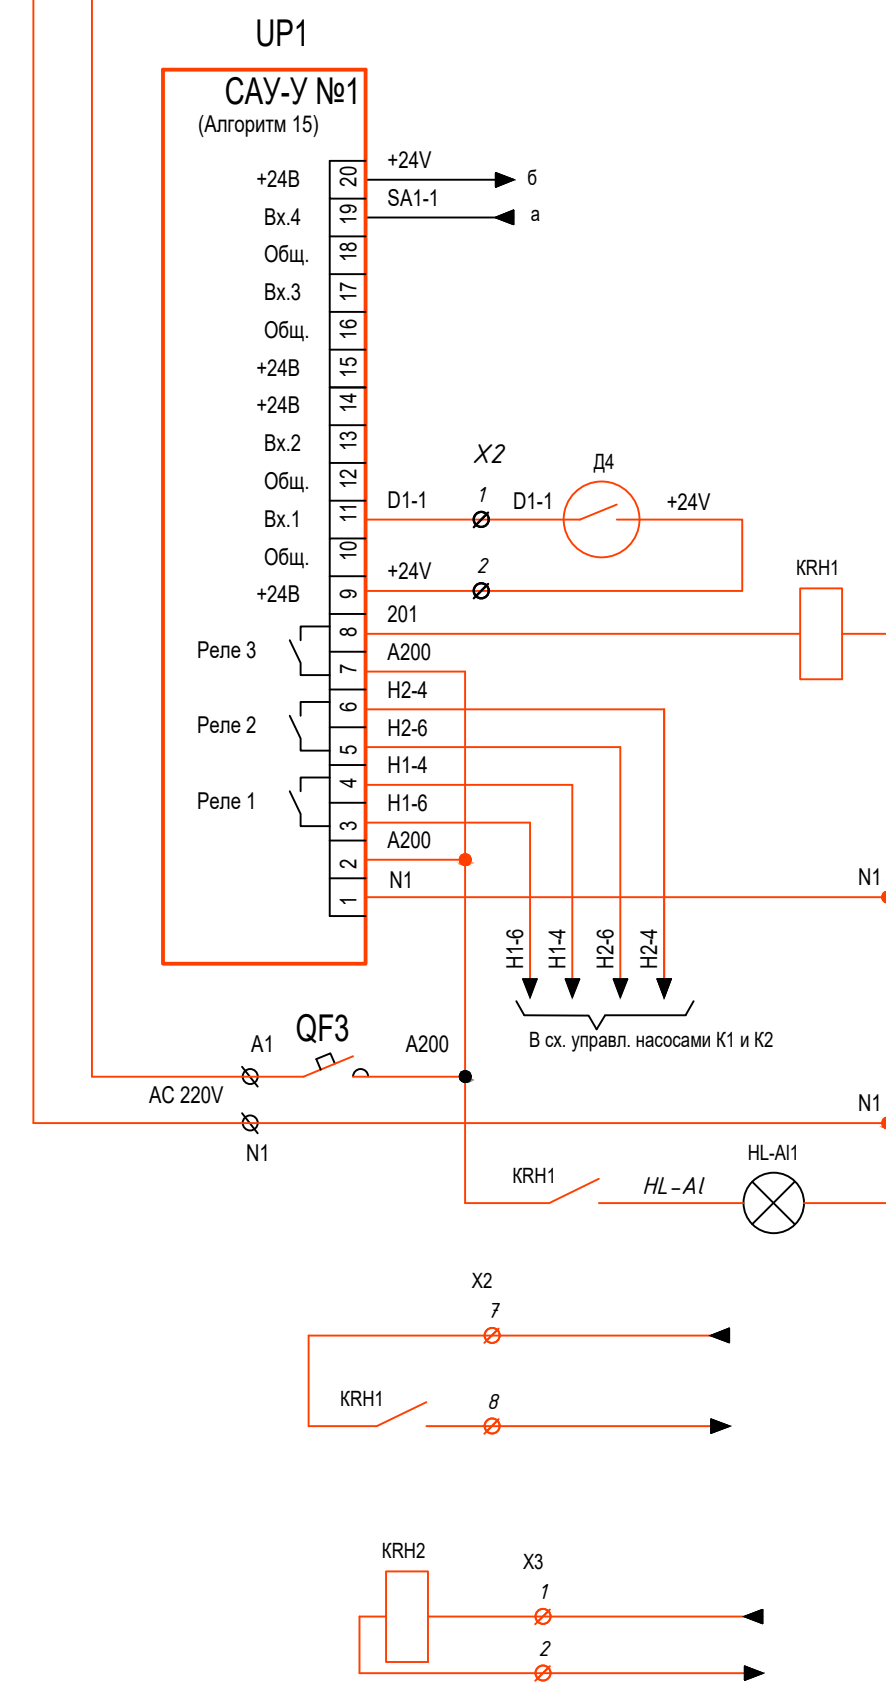 UP1
САУ-У №1
(Алгоритм 15)
+24В 20 +24V б
Вх.4 19 SA1-1 а
Общ. 18
Вх.3 17
Общ. 16
+24В 15
+24В 14
Вх.2 13
X2 Д4
Общ. 12
Вх.1 11 D1-1 1 D1-1 +24V
Общ. 10
+24В 9 +24V 2 KRH1
8 201
Реле 3
7 A200
6 H2-4
Реле 2
5 H2-6
4 H1-4
Реле 1
3 H1-6
2 A200
1 N1 N1
H1-6 H1-4 H2-6 H2-4
В сх. управл. насосами К1 и К2
QF3
A1 A200
AC 220V
N1
N1
HL-Al1
KRH1 HL-Al
X2
7
KRH1 8
KRH2 X3
1
2